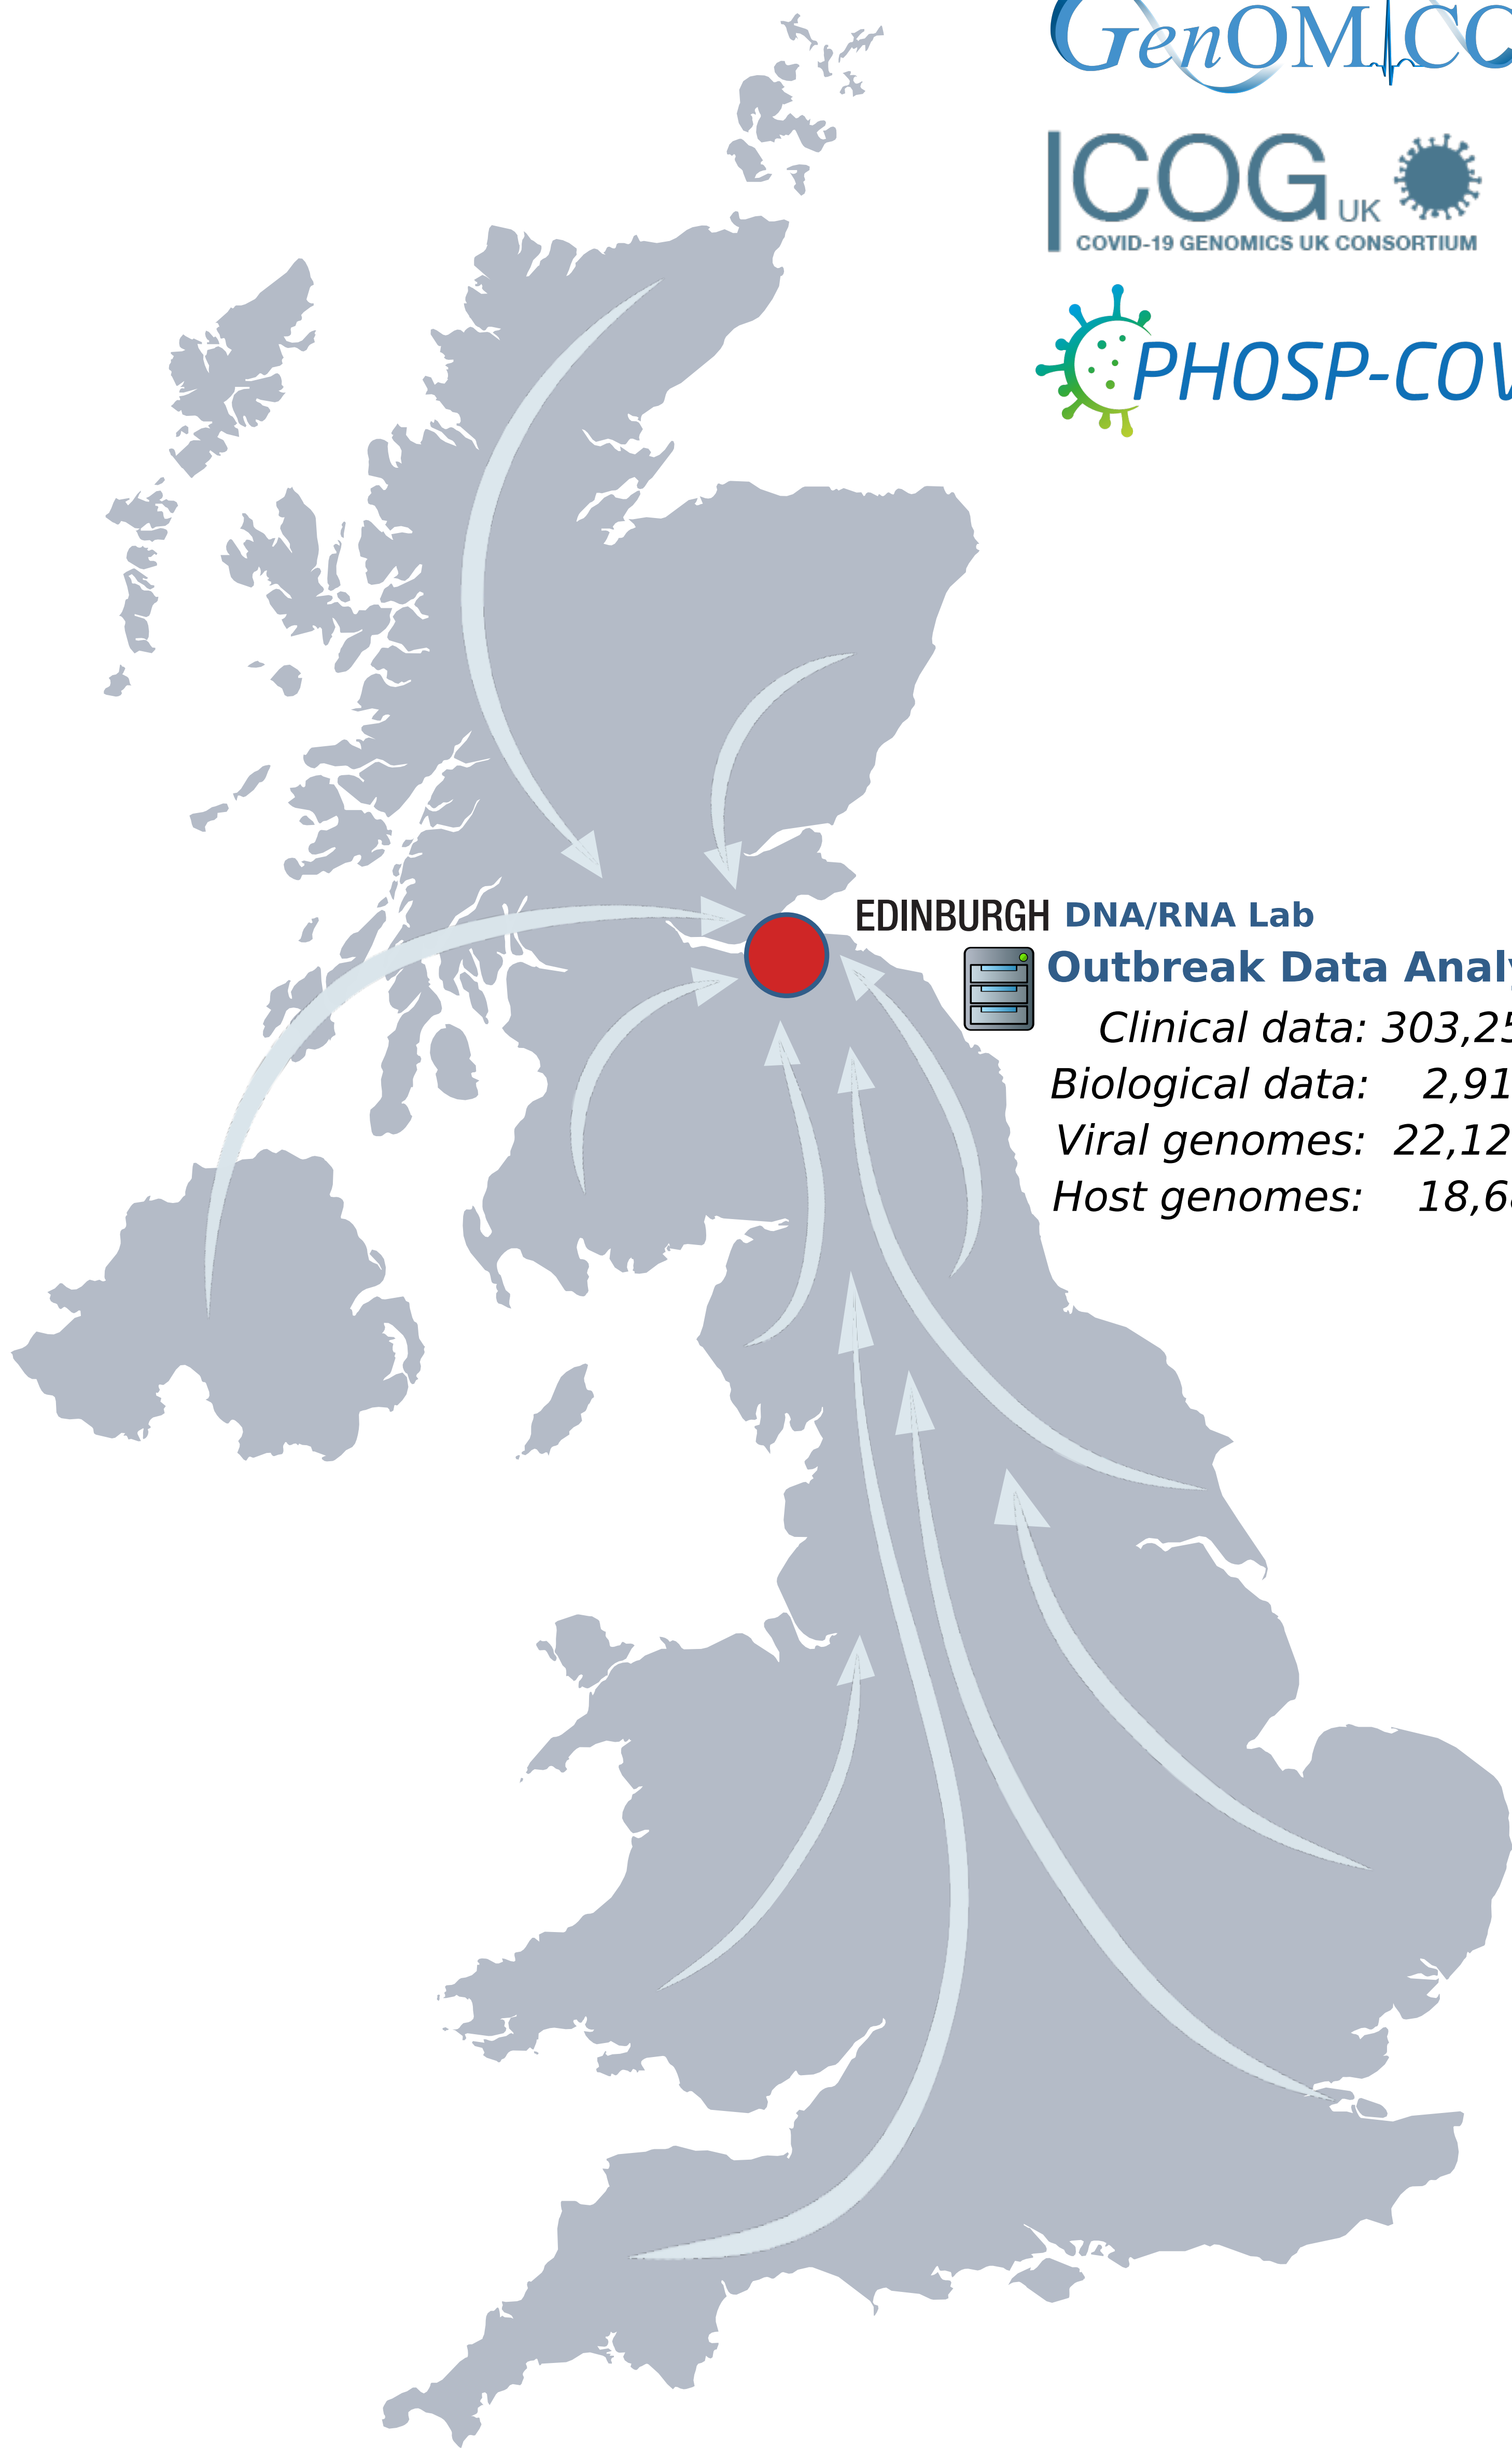 GenOMICC
COG UK
COVID-19 GENOMICS UK CONSORTIUM
PHOSP-COV
EDINBURGH DNA/RNA Lab
Outbreak Data Analy
Clinical data: 303,25
Biological data: 2,91
Viral genomes: 22,12
Host genomes: 18,6